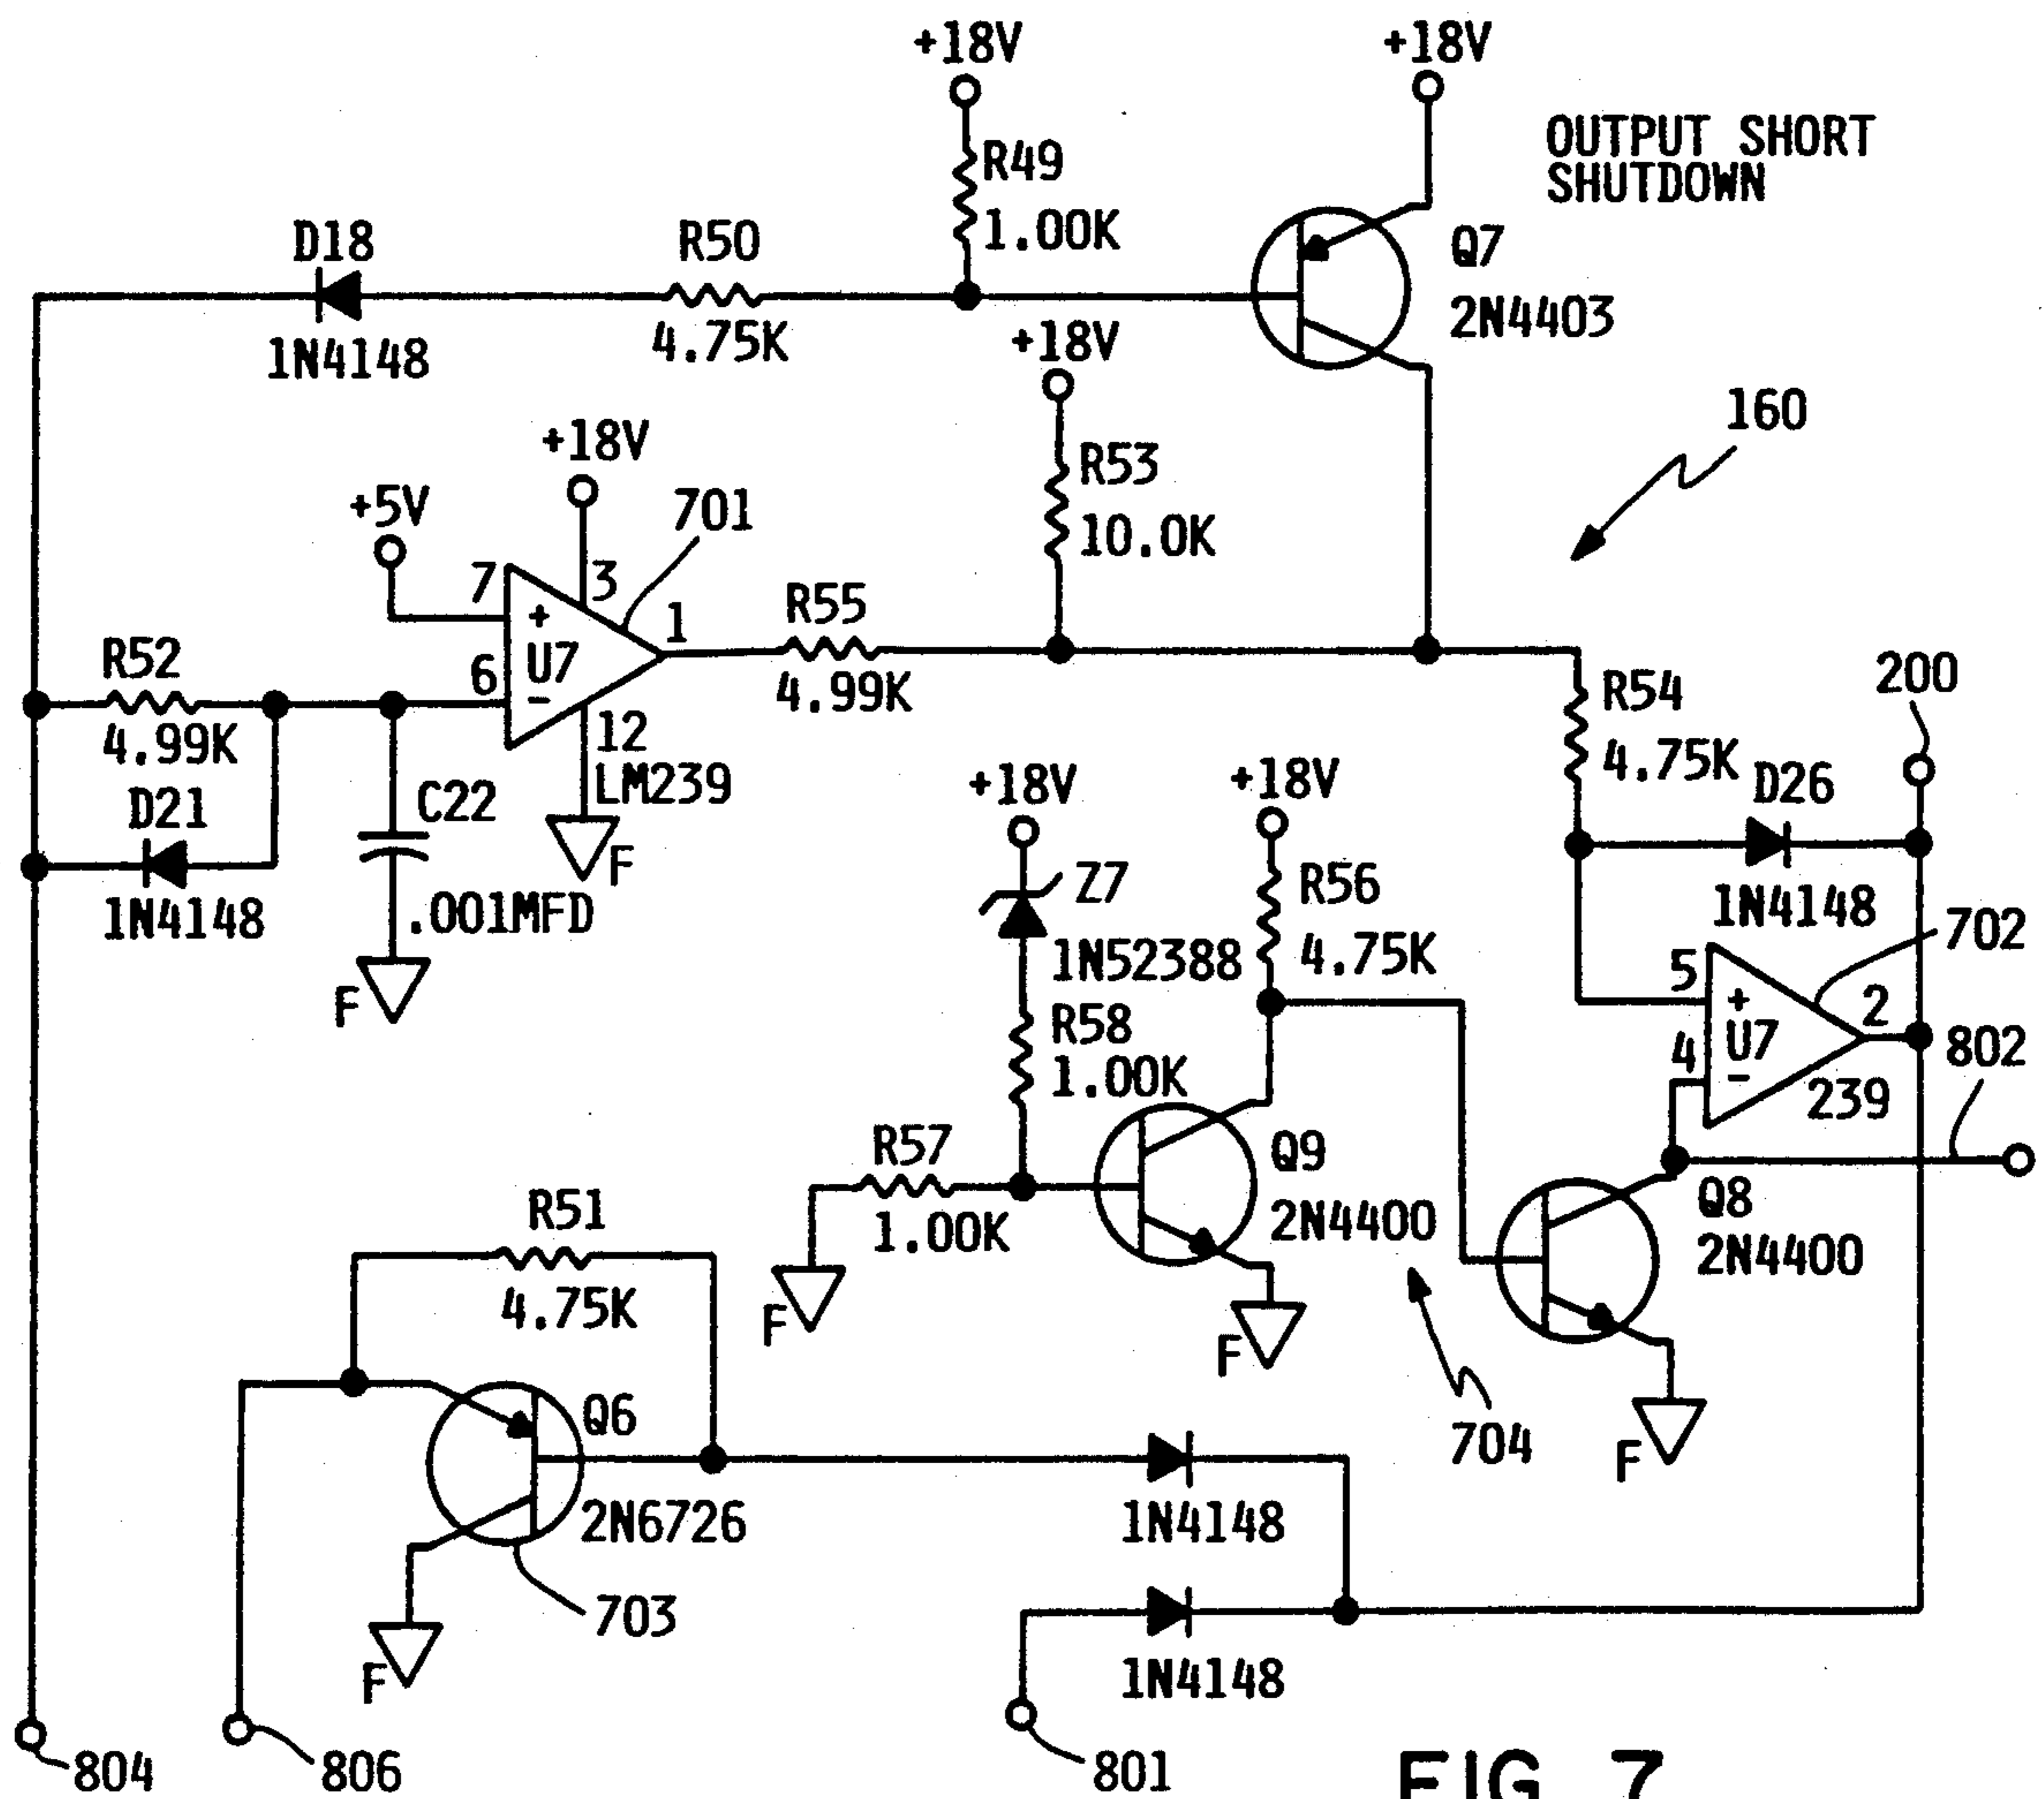 +18V
+18V
OUTPUT SHORT
SHUTDOWN
R49
1.00K
D18
1N4148
R50
4.75K
Q7
2N4403
+18V
160
+18V
R53
10.0K
+5V
701
7
3
+
U7
1
R55
4.99K
R52
4.99K
6
-
12
LM239
F
R54
4.75K
200
D21
1N4148
C22
.001MFD
F
+18V
+18V
D26
1N4148
Z7
1N52388
R56
4.75K
702
5
+
U7
2
4
-
239
802
R58
1.00K
R57
1.00K
F
Q9
2N4400
F
Q8
2N4400
F
R51
4.75K
704
Q6
2N6726
1N4148
703
F
1N4148
804
806
801
FIG. 7